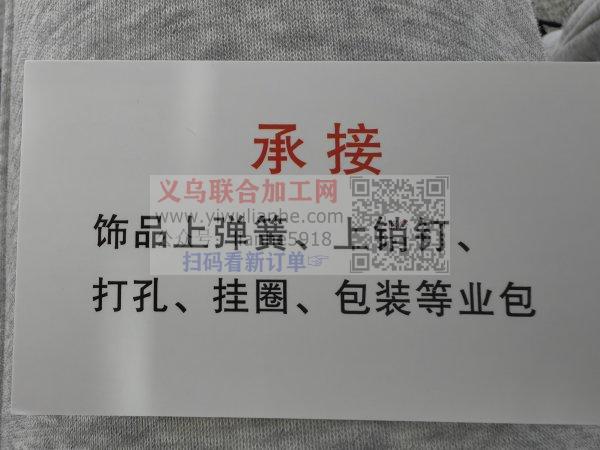 承接
义乌联合加工网
www.yiwulianhe.com
饰品上弹簧、上销钉、
扫码看新订单☞
打孔、挂圈、包装等业包